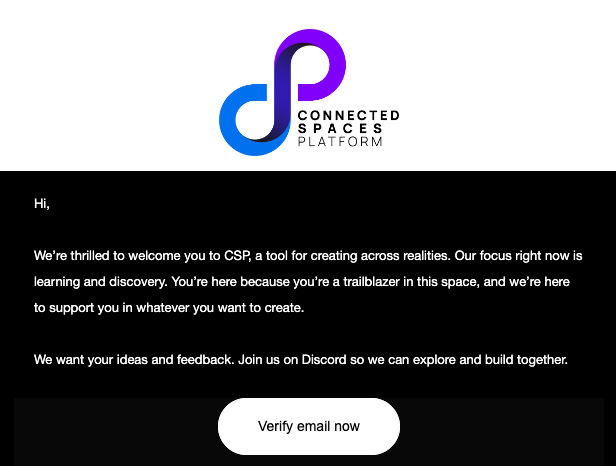 CONNECTED
SPACES
PLATFORM
Hi,
We’re thrilled to welcome you to CSP, a tool for creating across realities. Our focus right now is
learning and discovery. You’re here because you’re a trailblazer in this space, and we’re here
to support you in whatever you want to create.
We want your ideas and feedback. Join us on Discord so we can explore and build together.
Verify email now